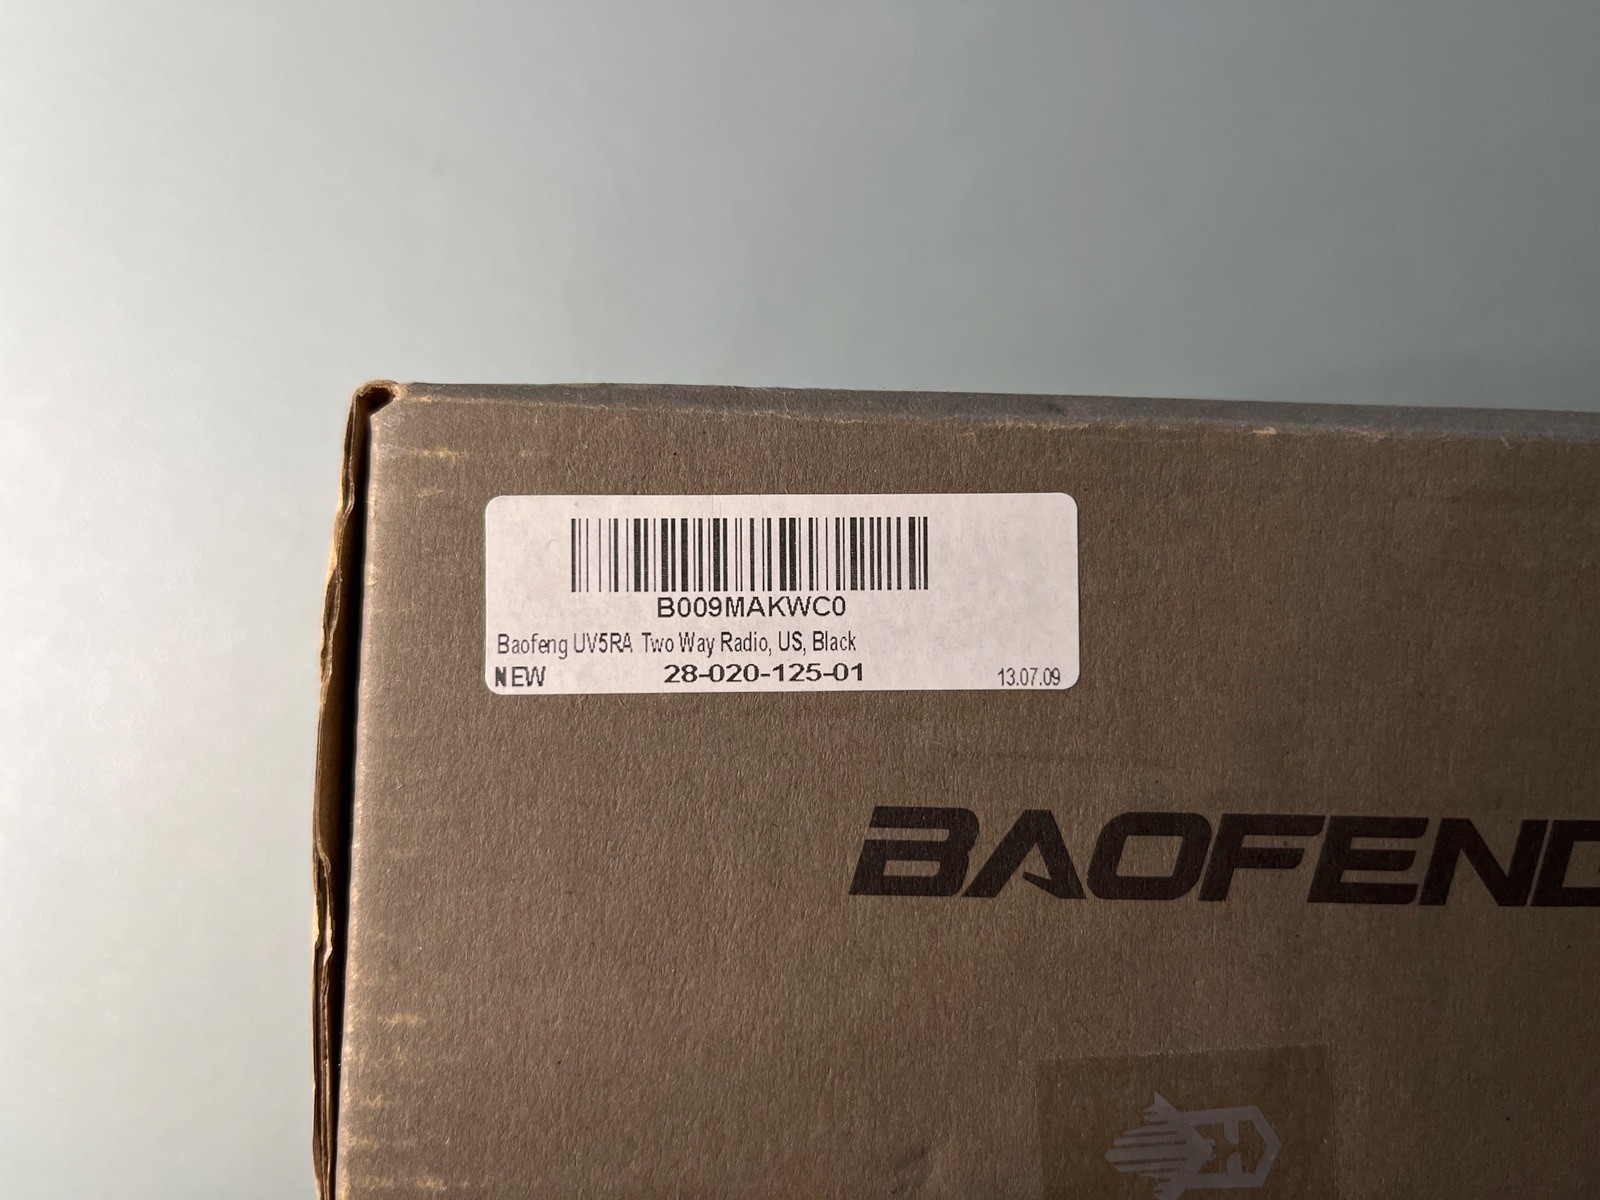 B009MAKWC0
Baofeng UV5RA Two Way Radio, US, Black
NEW 28-020-125-01 13.07.09
BAOFENG